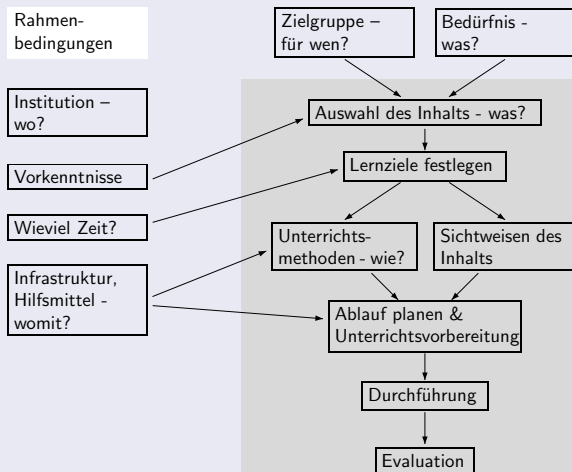 Rahmen-
bedingungen
Zielgruppe –
für wen?
Bedürfnis -
was?
Institution –
wo?
Auswahl des Inhalts - was?
Vorkenntnisse
Lernziele festlegen
Wieviel Zeit?
Unterrichts-
methoden - wie?
Sichtweisen des
Inhalts
Infrastruktur,
Hilfsmittel -
womit?
Ablauf planen &
Unterrichtsvorbereitung
Durchführung
Evaluation